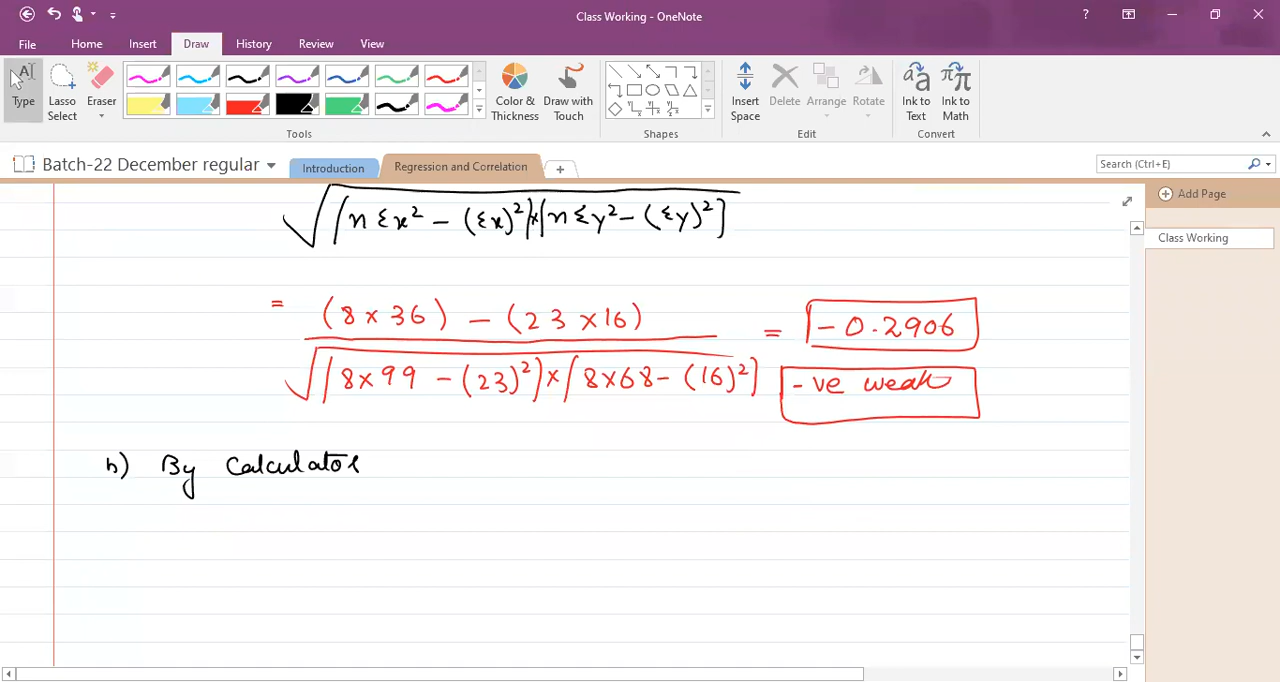 Class Working - OneNote
?
File Home Insert Draw History Review View
Type
Lasso Select
Eraser
Color & Thickness
Draw with Touch
Insert Space
Delete
Arrange
Rotate
Ink to Text
Ink to Math
Tools
Shapes
Edit
Convert
Batch-22 December regular
Introduction
Regression and Correlation
Search (Ctrl+E)
Add Page
Class Working
√[n Σx² - (Σx)²]×[n Σy² - (Σy)²]
= (8 x 36) - (23 x 16)
√[8x99 - (23)²]x[8x68 - (16)²]
= -0.2906
-ve weak
b) By Calculator